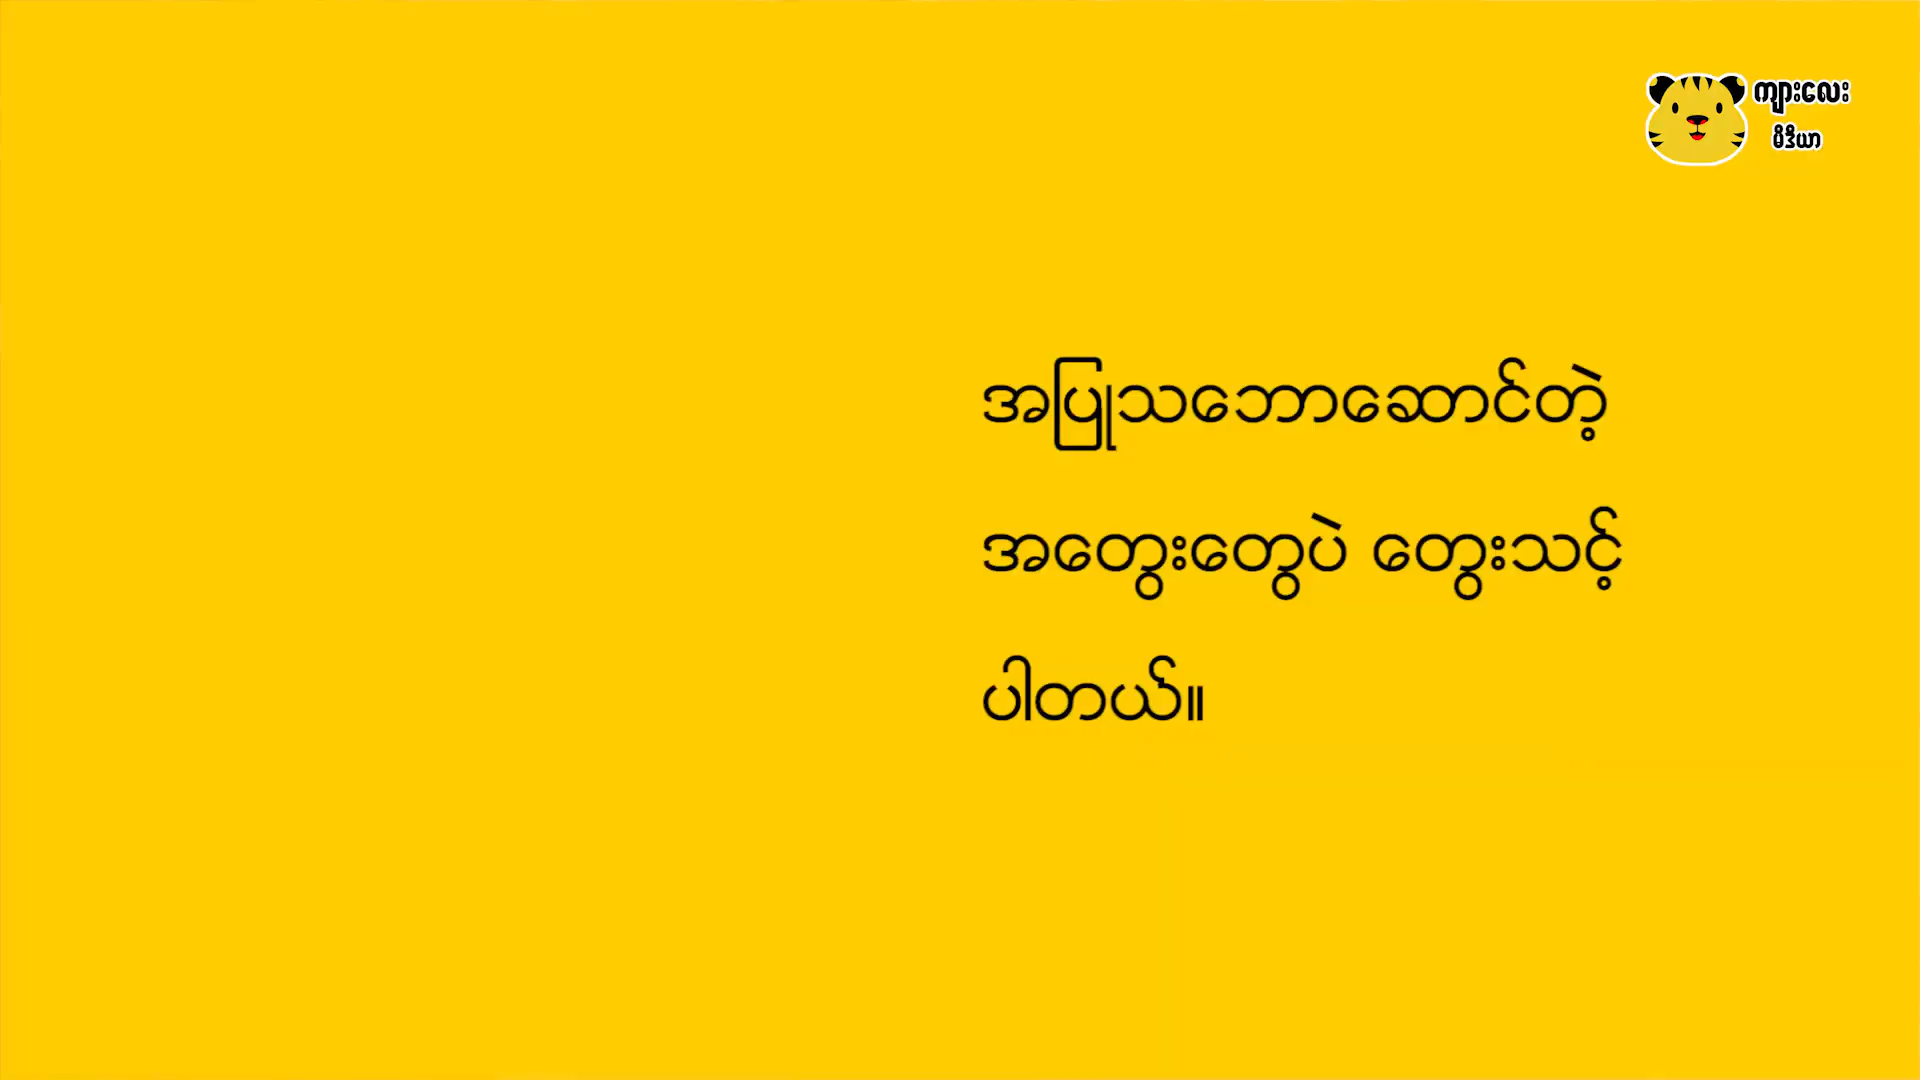 ကျားလေး
မီဒီယာ
အပြုသဘောဆောင်တဲ့
အတွေးတွေပဲ တွေးသင့်
ပါတယ်။